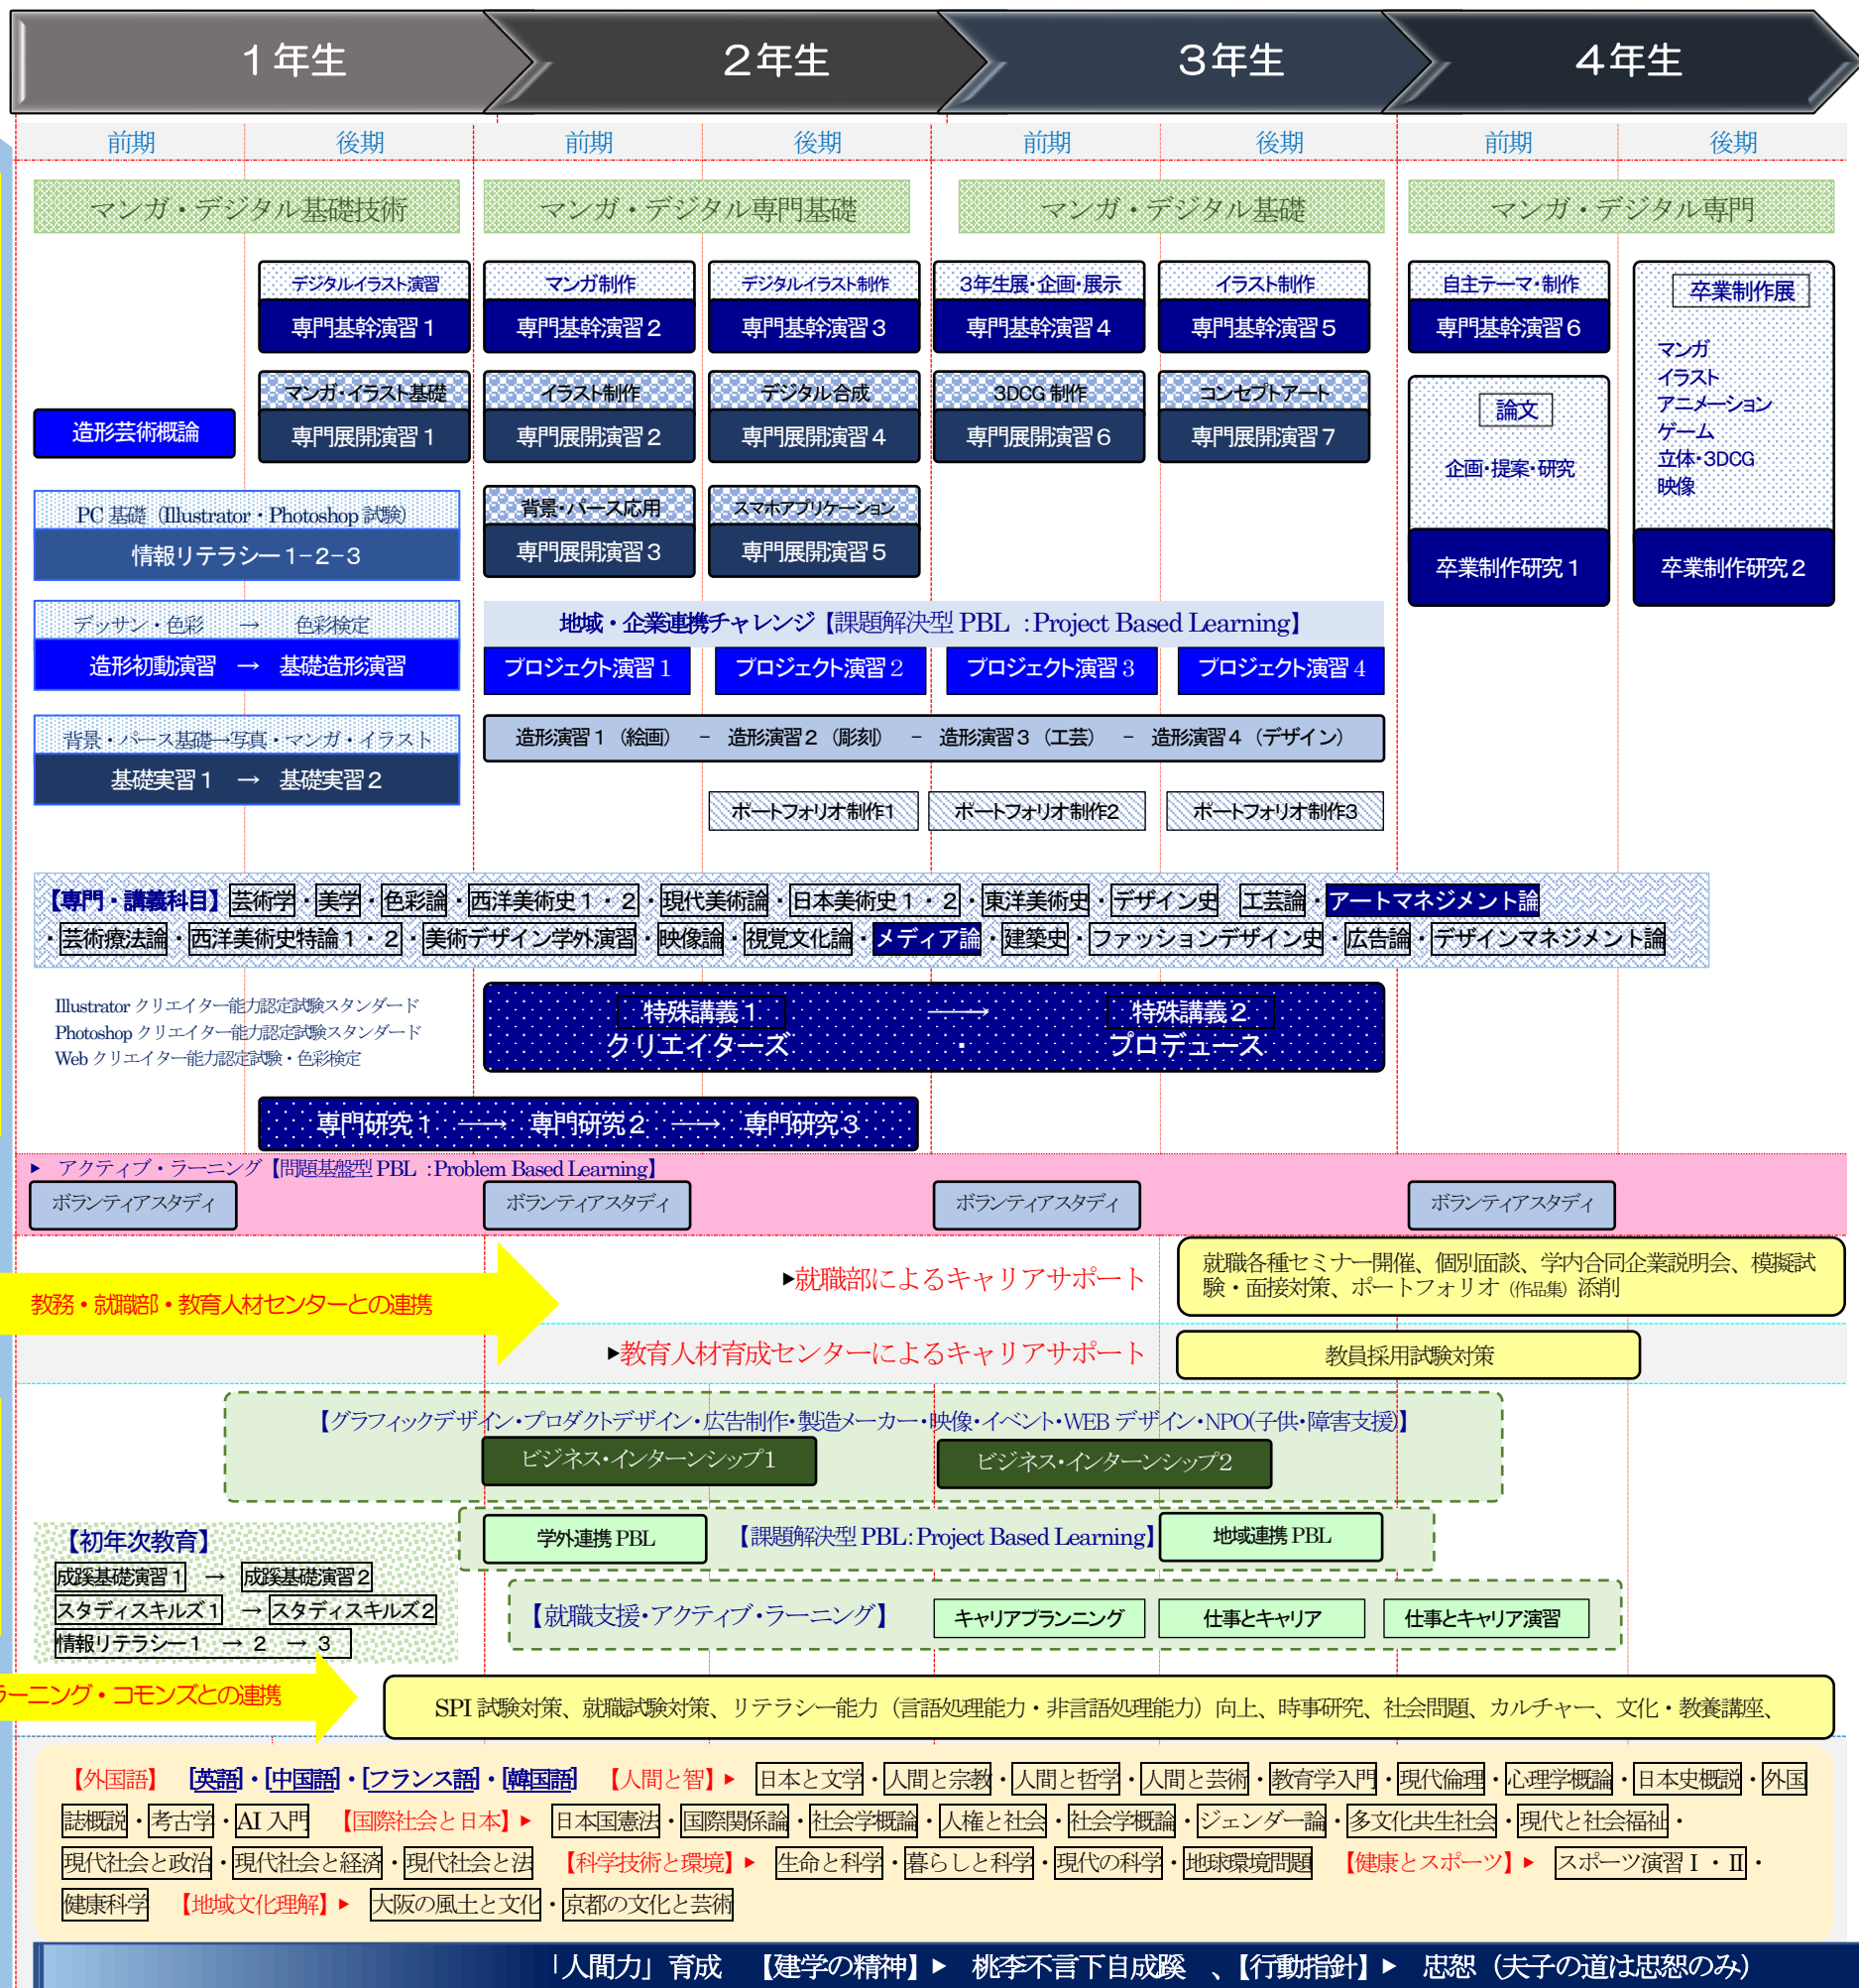 1年生 2年生 3年生 4年生
前期 後期 前期 後期 前期 後期 前期 後期
マンガ・デジタル基礎技術 マンガ・デジタル専門基礎 マンガ・デジタル基礎 マンガ・デジタル専門
デジタルイラスト演習 マンガ制作 デジタルイラスト制作 3年生展・企画・展示 イラスト制作 自主テーマ・制作 卒業制作展
専門基幹演習1 専門基幹演習2 専門基幹演習3 専門基幹演習4 専門基幹演習5 専門基幹演習6
マンガ
イラスト
アニメーション
ゲーム
立体・3DCG
映像
マンガ・イラスト基礎 イラスト制作 デジタル合成 3DCG 制作 コンセプトアート
造形芸術概論 専門展開演習1 専門展開演習2 専門展開演習4 専門展開演習6 専門展開演習7
論文
企画・提案・研究
PC 基礎(Illustrator・Photoshop 試験) 背景・パース応用 スマホアプリケーション
情報リテラシー1-2-3 専門展開演習3 専門展開演習5 卒業制作研究1 卒業制作研究2
デッサン・色彩 → 色彩検定 地域・企業連携チャレンジ【課題解決型 PBL :Project Based Learning】
造形初動演習 → 基礎造形演習 プロジェクト演習1 プロジェクト演習2 プロジェクト演習3 プロジェクト演習4
背景・パース基礎→写真・マンガ・イラスト
造形演習1(絵画) - 造形演習2(彫刻) - 造形演習3(工芸) - 造形演習4(デザイン)
基礎実習1 → 基礎実習2
ポートフォリオ制作1 ポートフォリオ制作2 ポートフォリオ制作3
【専門・講義科目】芸術学・美学・色彩論・西洋美術史1・2・現代美術論・日本美術史1・2・東洋美術史・デザイン史 工芸論・アートマネジメント論
・芸術療法論・西洋美術史特論1・2・美術デザイン学外演習・映像論・視覚文化論・メディア論・建築史・ファッションデザイン史・広告論・デザインマネジメント論
Illustrator クリエイター能力認定試験スタンダード
Photoshop クリエイター能力認定試験スタンダード
Web クリエイター能力認定試験・色彩検定
特殊講義1 → 特殊講義2
クリエイターズ ・ プロデュース
専門研究1 → 専門研究2 → 専門研究3
▶ アクティブ・ラーニング【問題基盤型 PBL :Problem Based Learning】
ボランティアスタディ ボランティアスタディ ボランティアスタディ ボランティアスタディ
▶就職部によるキャリアサポート
就職各種セミナー開催、個別面談、学内合同企業説明会、模擬試
験・面接対策、ポートフォリオ(作品集)添削
教務・就職部・教育人材センターとの連携
▶教育人材育成センターによるキャリアサポート 教員採用試験対策
【グラフィックデザイン・プロダクトデザイン・広告制作・製造メーカー・映像・イベント・WEB デザイン・NPO(子供・障害支援)】
ビジネス・インターンシップ1 ビジネス・インターンシップ2
学外連携 PBL 【課題解決型 PBL:Project Based Learning】 地域連携 PBL
【初年次教育】
成蹊基礎演習1 → 成蹊基礎演習2
スタディスキルズ1 → スタディスキルズ2
情報リテラシー1 → 2 → 3
【就職支援・アクティブ・ラーニング】 キャリアプランニング 仕事とキャリア 仕事とキャリア演習
ラーニング・コモンズとの連携
SPI 試験対策、就職試験対策、リテラシー能力(言語処理能力・非言語処理能力)向上、時事研究、社会問題、カルチャー、文化・教養講座、
【外国語】 [英語]・[中国語]・[フランス語]・[韓国語] 【人間と智】▶ 日本と文学・人間と宗教・人間と哲学・人間と芸術・教育学入門・現代倫理・心理学概論・日本史概説・外国
誌概説・考古学・AI 入門 【国際社会と日本】▶ 日本国憲法・国際関係論・社会学概論・人権と社会・社会学概論・ジェンダー論・多文化共生社会・現代と社会福祉・
現代社会と政治・現代社会と経済・現代社会と法 【科学技術と環境】▶ 生命と科学・暮らしと科学・現代の科学・地球環境問題 【健康とスポーツ】▶ スポーツ演習Ⅰ・Ⅱ・
健康科学 【地域文化理解】▶ 大阪の風土と文化・京都の文化と芸術
「人間力」育成 【建学の精神】▶ 桃李不言下自成蹊 、【行動指針】▶ 忠恕(夫子の道は忠恕のみ)